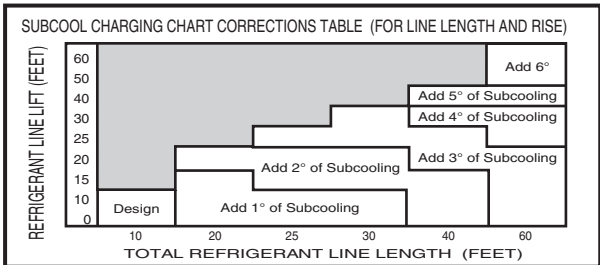 SUBCOOL CHARGING CHART CORRECTIONS TABLE (FOR LINE LENGTH AND RISE)
REFRIGERANT LINE LIFT (FEET)
60
50
40
30
25
20
15
10
0
Add 6°
Add 5° of Subcooling
Add 4° of Subcooling
Add 3° of Subcooling
Add 2° of Subcooling
Design
Add 1° of Subcooling
10 20 25 30 40 60
TOTAL REFRIGERANT LINE LENGTH (FEET)